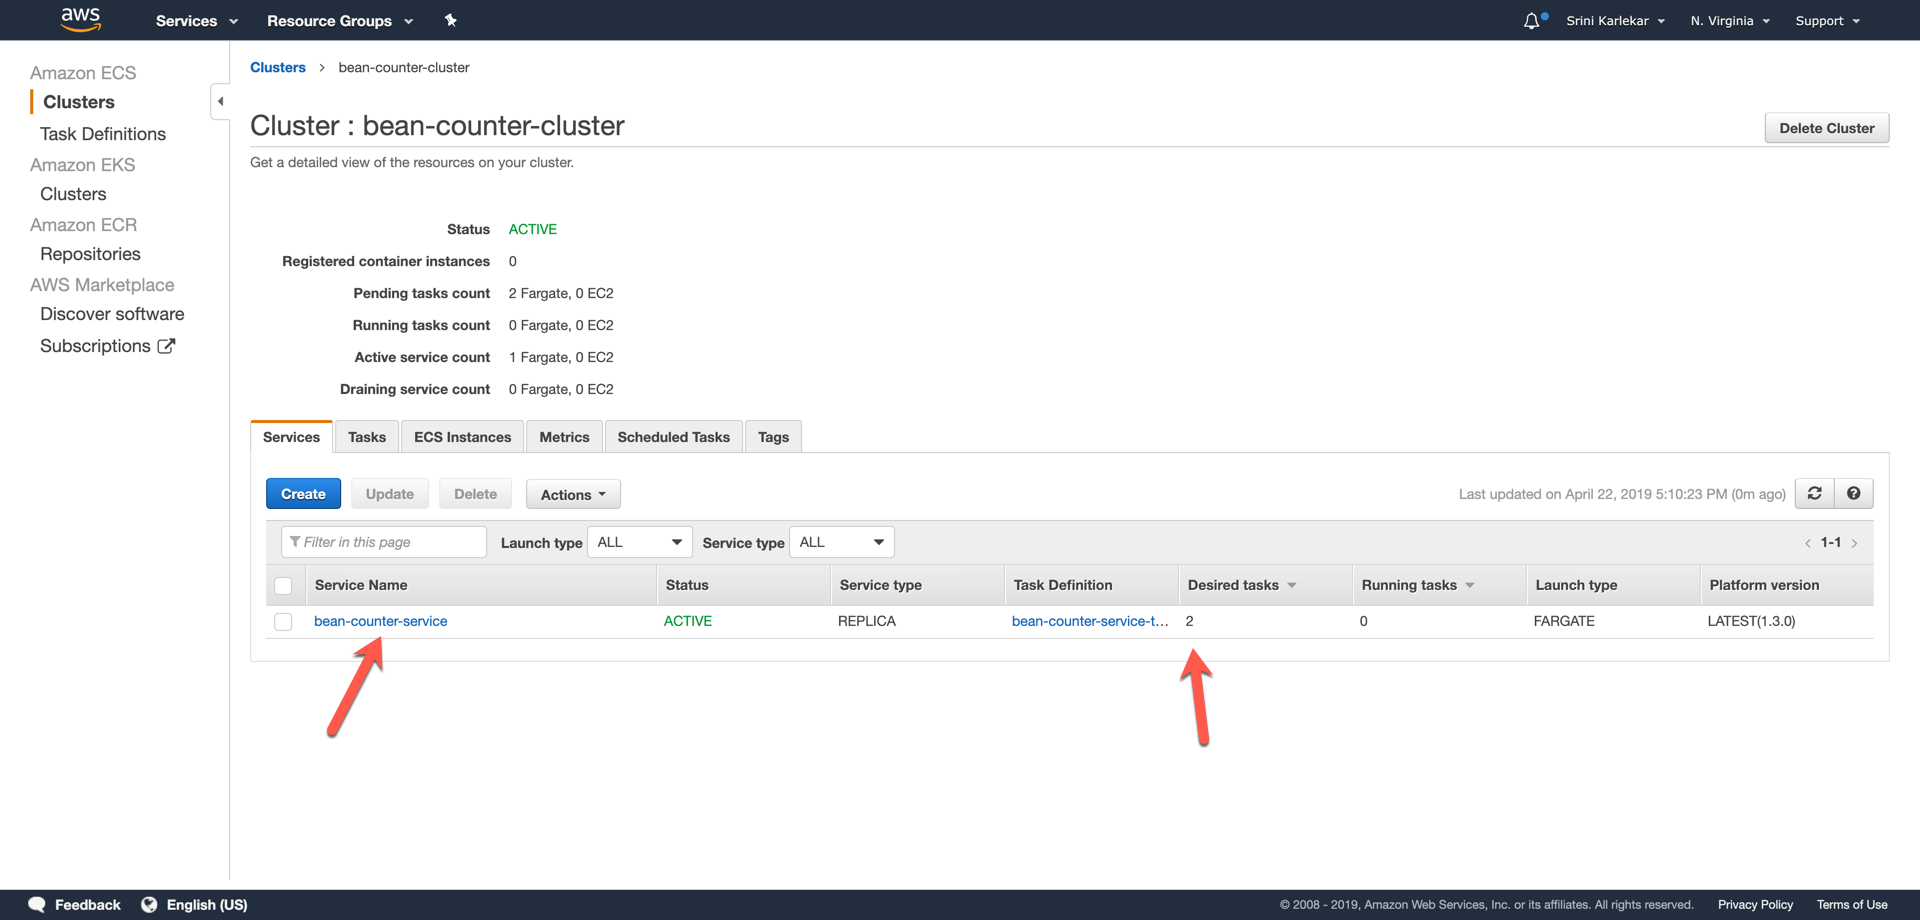 aws Services Resource Groups Srini Karlekar N. Virginia Support
Amazon ECS
Clusters
Task Definitions
Amazon EKS
Clusters
Amazon ECR
Repositories
AWS Marketplace
Discover software
Subscriptions
Clusters > bean-counter-cluster
Cluster : bean-counter-cluster
Delete Cluster
Get a detailed view of the resources on your cluster.
Status ACTIVE
Registered container instances 0
Pending tasks count 2 Fargate, 0 EC2
Running tasks count 0 Fargate, 0 EC2
Active service count 1 Fargate, 0 EC2
Draining service count 0 Fargate, 0 EC2
Services Tasks ECS Instances Metrics Scheduled Tasks Tags
Create Update Delete Actions Last updated on April 22, 2019 5:10:23 PM (0m ago) ?
Filter in this page Launch type ALL Service type ALL < 1-1 >
Service Name Status Service type Task Definition Desired tasks Running tasks Launch type Platform version
bean-counter-service ACTIVE REPLICA bean-counter-service-t... 2 0 FARGATE LATEST(1.3.0)
Feedback English (US) © 2008 - 2019, Amazon Web Services, Inc. or its affiliates. All rights reserved. Privacy Policy Terms of Use